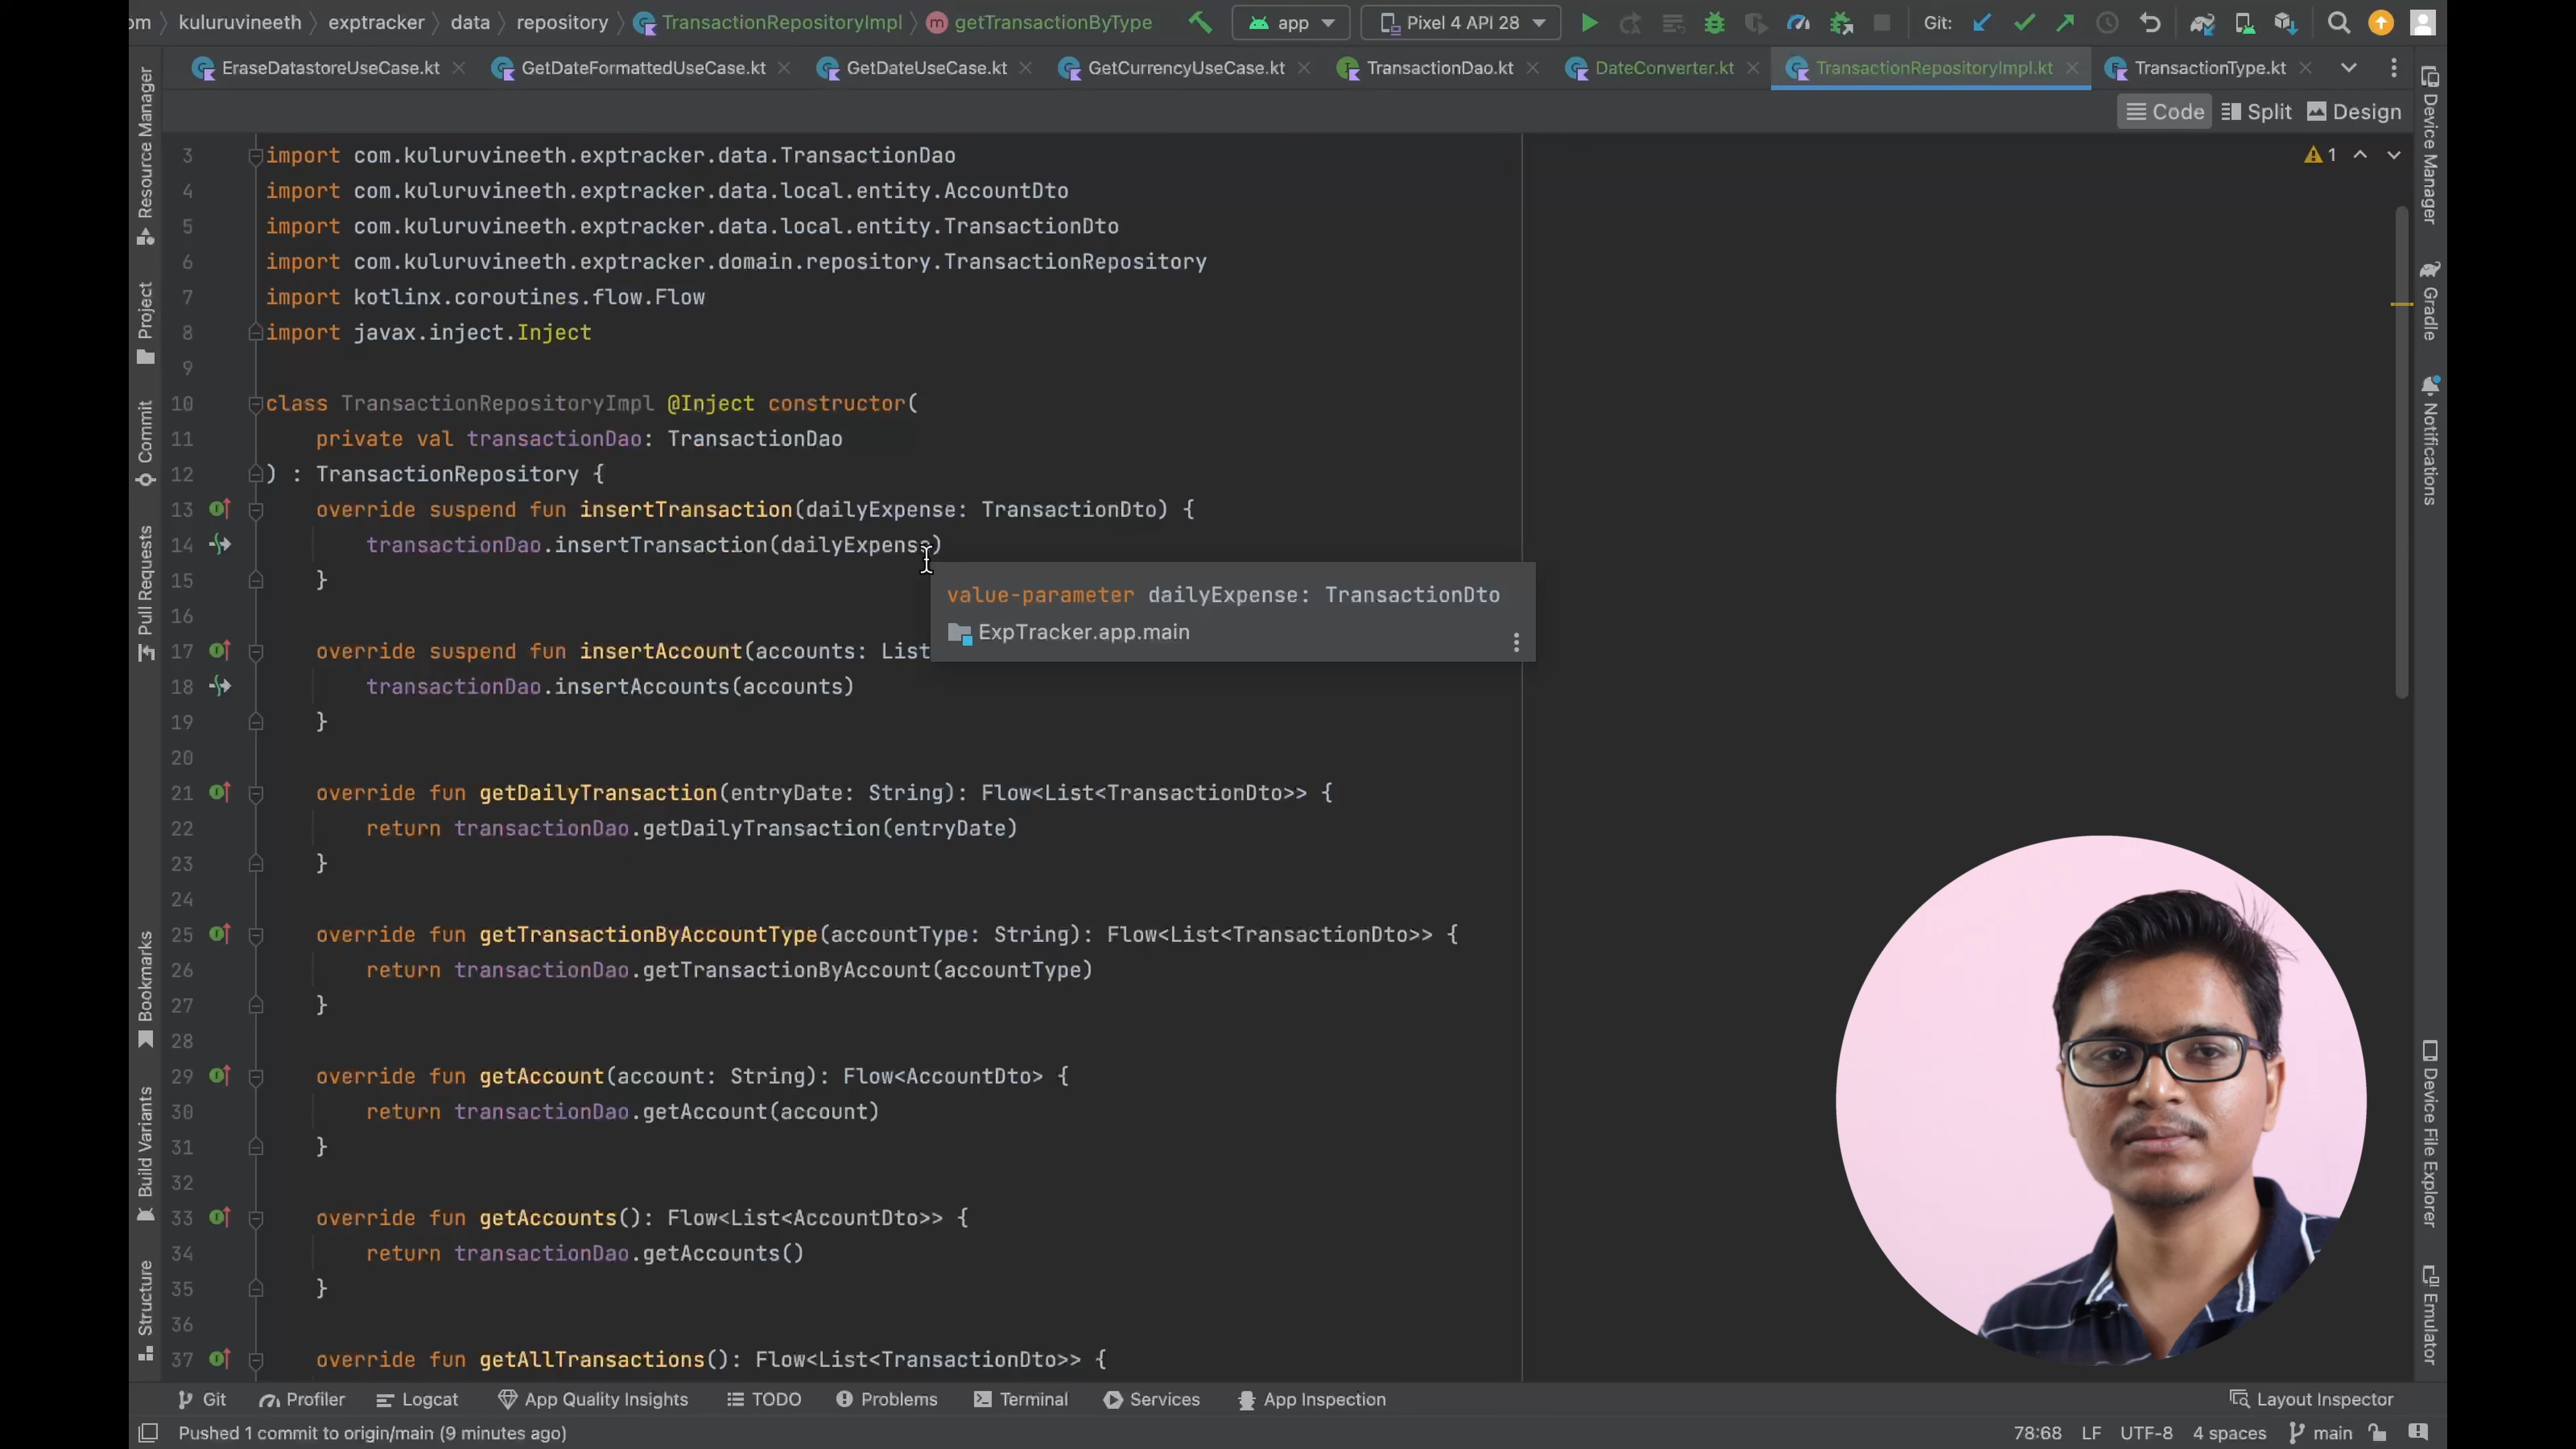 om kuluruvineeth exptracker data repository TransactionRepositoryImpl getTransactionByType app Pixel 4 API 28 Git:
EraseDatastoreUseCase.kt GetDateFormattedUseCase.kt GetDateUseCase.kt GetCurrencyUseCase.kt TransactionDao.kt DateConverter.kt TransactionRepositoryImpl.kt TransactionType.kt
Code Split Design
1
3 import com.kuluruvineeth.exptracker.data.TransactionDao
4 import com.kuluruvineeth.exptracker.data.local.entity.AccountDto
5 import com.kuluruvineeth.exptracker.data.local.entity.TransactionDto
6 import com.kuluruvineeth.exptracker.domain.repository.TransactionRepository
7 import kotlinx.coroutines.flow.Flow
8 import javax.inject.Inject
9
10 class TransactionRepositoryImpl @Inject constructor(
11 private val transactionDao: TransactionDao
12 ) : TransactionRepository {
13 override suspend fun insertTransaction(dailyExpense: TransactionDto) {
14 transactionDao.insertTransaction(dailyExpense)
15 }
16
17 override suspend fun insertAccount(accounts: List
18 transactionDao.insertAccounts(accounts)
19 }
20
21 override fun getDailyTransaction(entryDate: String): Flow<List<TransactionDto>> {
22 return transactionDao.getDailyTransaction(entryDate)
23 }
24
25 override fun getTransactionByAccountType(accountType: String): Flow<List<TransactionDto>> {
26 return transactionDao.getTransactionByAccount(accountType)
27 }
28
29 override fun getAccount(account: String): Flow<AccountDto> {
30 return transactionDao.getAccount(account)
31 }
32
33 override fun getAccounts(): Flow<List<AccountDto>> {
34 return transactionDao.getAccounts()
35 }
36
37 override fun getAllTransactions(): Flow<List<TransactionDto>> {
value-parameter dailyExpense: TransactionDto
ExpTracker.app.main
Resource Manager
Project
Commit
Pull Requests
Bookmarks
Build Variants
Structure
Device Manager
Gradle
Notifications
Device File Explorer
Emulator
Git Profiler Logcat App Quality Insights TODO Problems Terminal Services App Inspection Layout Inspector
Pushed 1 commit to origin/main (9 minutes ago) 78:68 LF UTF-8 4 spaces main